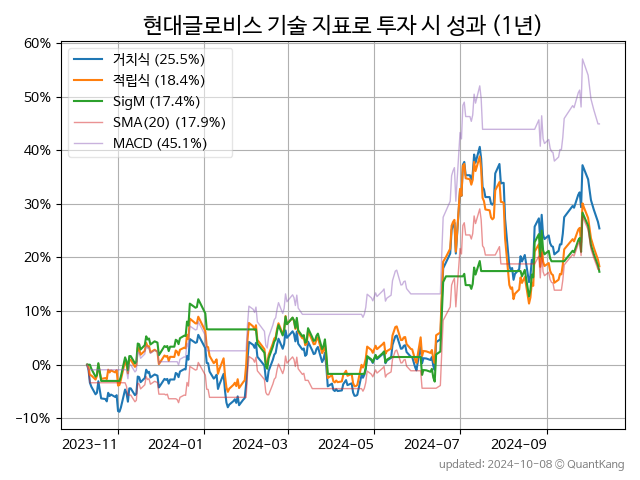 현대글로비스 기술 지표로 투자 시 성과 (1년)
60%
50%
40%
30%
20%
10%
0%
−10%
거치식 (25.5%)
적립식 (18.4%)
SigM (17.4%)
SMA(20) (17.9%)
MACD (45.1%)
2023−11
2024−01
2024−03
2024−05
2024−07
2024−09
updated: 2024-10-08 © QuantKang